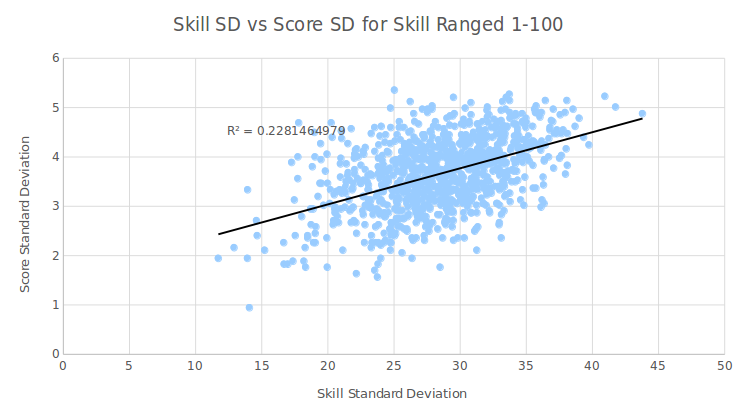 Skill SD vs Score SD for Skill Ranged 1-100
6
5
R² = 0.2281464979
4
3
2
1
0
0 5 10 15 20 25 30 35 40 45 50
Score Standard Deviation
Skill Standard Deviation